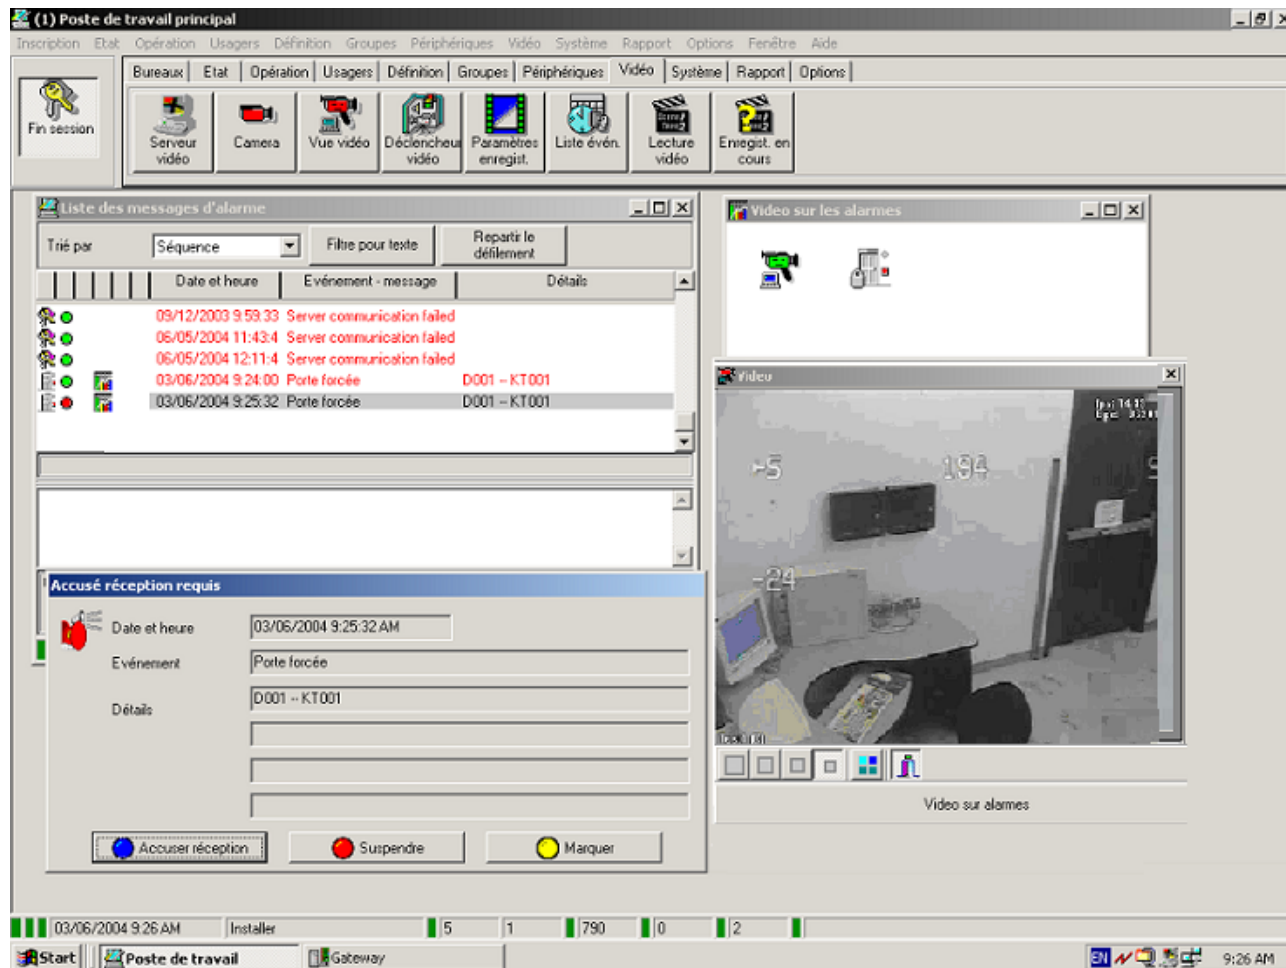 (1) Poste de travail principal
Inscription Etat Opération Usagers Définition Groupes Périphériques Vidéo Système Rapport Options Fenêtre Aide
Bureaux Etat Opération Usagers Définition Groupes Périphériques Vidéo Système Rapport Options
Fin session
Serveur vidéo
Camera
Vue vidéo
Déclencheur vidéo
Paramètres enregist.
Liste évén.
Lecture vidéo
Enregist. en cours
Liste des messages d'alarme
Trié par Séquence Filtre pour texte Repartir le défilement
Date et heure Evénement - message Détails
09/12/2003 9:59:33 Server communication failed
06/05/2004 11:43:4 Server communication failed
06/05/2004 12:11:4 Server communication failed
03/06/2004 9:24:00 Porte forcée D001 -- KT001
03/06/2004 9:25:32 Porte forcée D001 -- KT001
Video sur les alarmes
Video
194
-24
Video sur alarmes
Accusé réception requis
Date et heure 03/06/2004 9:25:32 AM
Evénement Porte forcée
Détails D001 -- KT001
Accuser réception Suspendre Marquer
03/06/2004 9:26 AM Installer 5 1 790 0 2
Start Poste de travail Gateway EN 9:26 AM